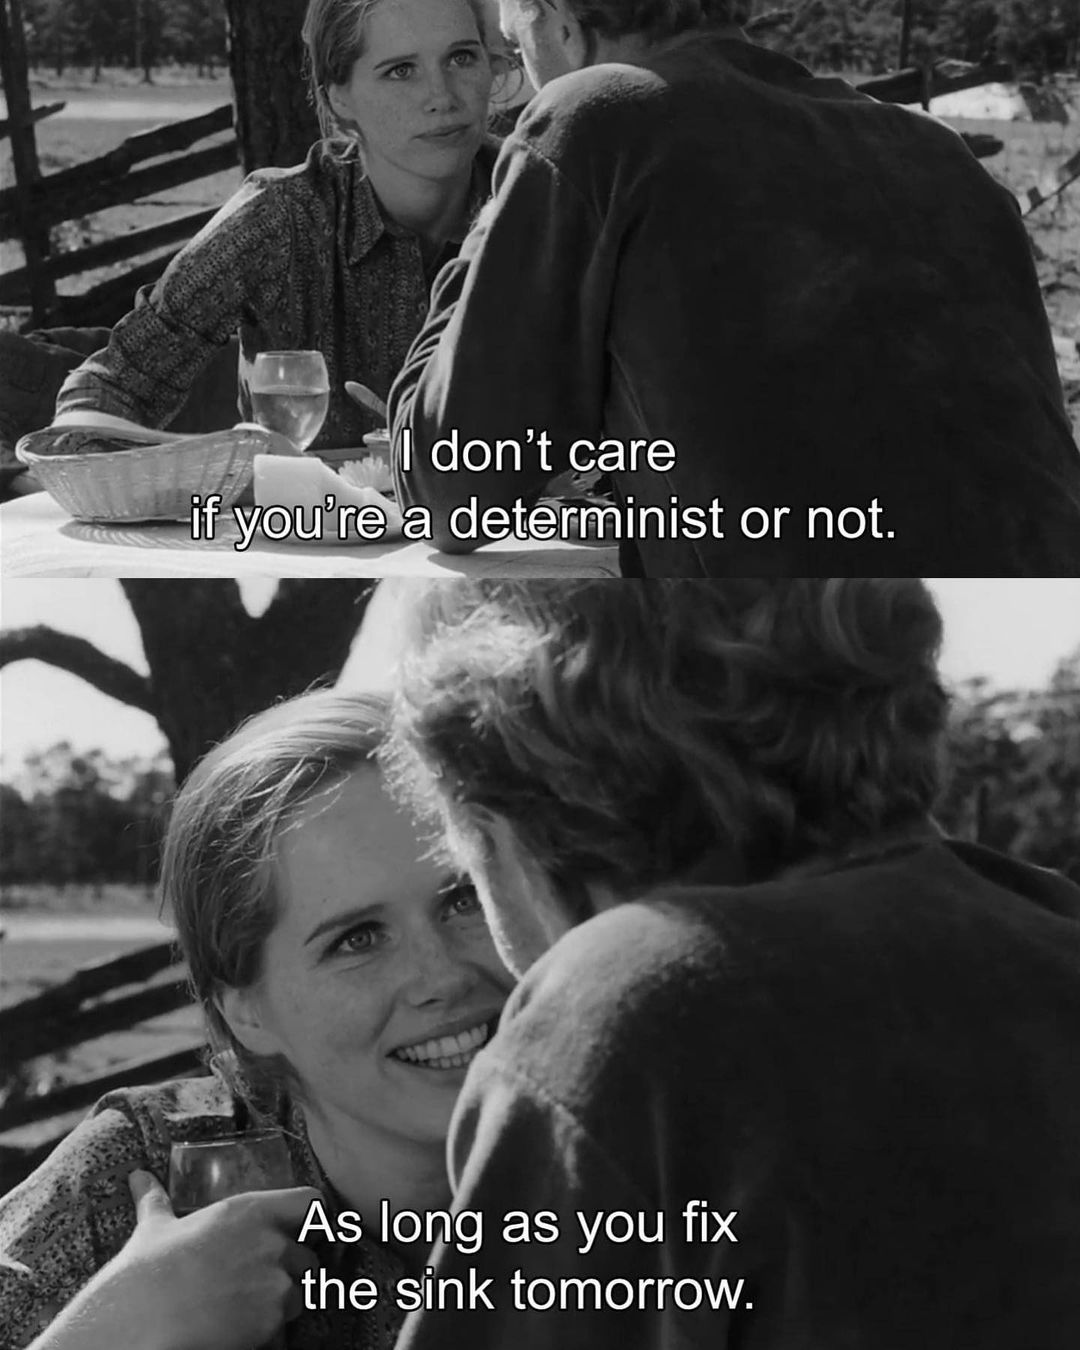 I don't care
if you're a determinist or not.
As long as you fix
the sink tomorrow.